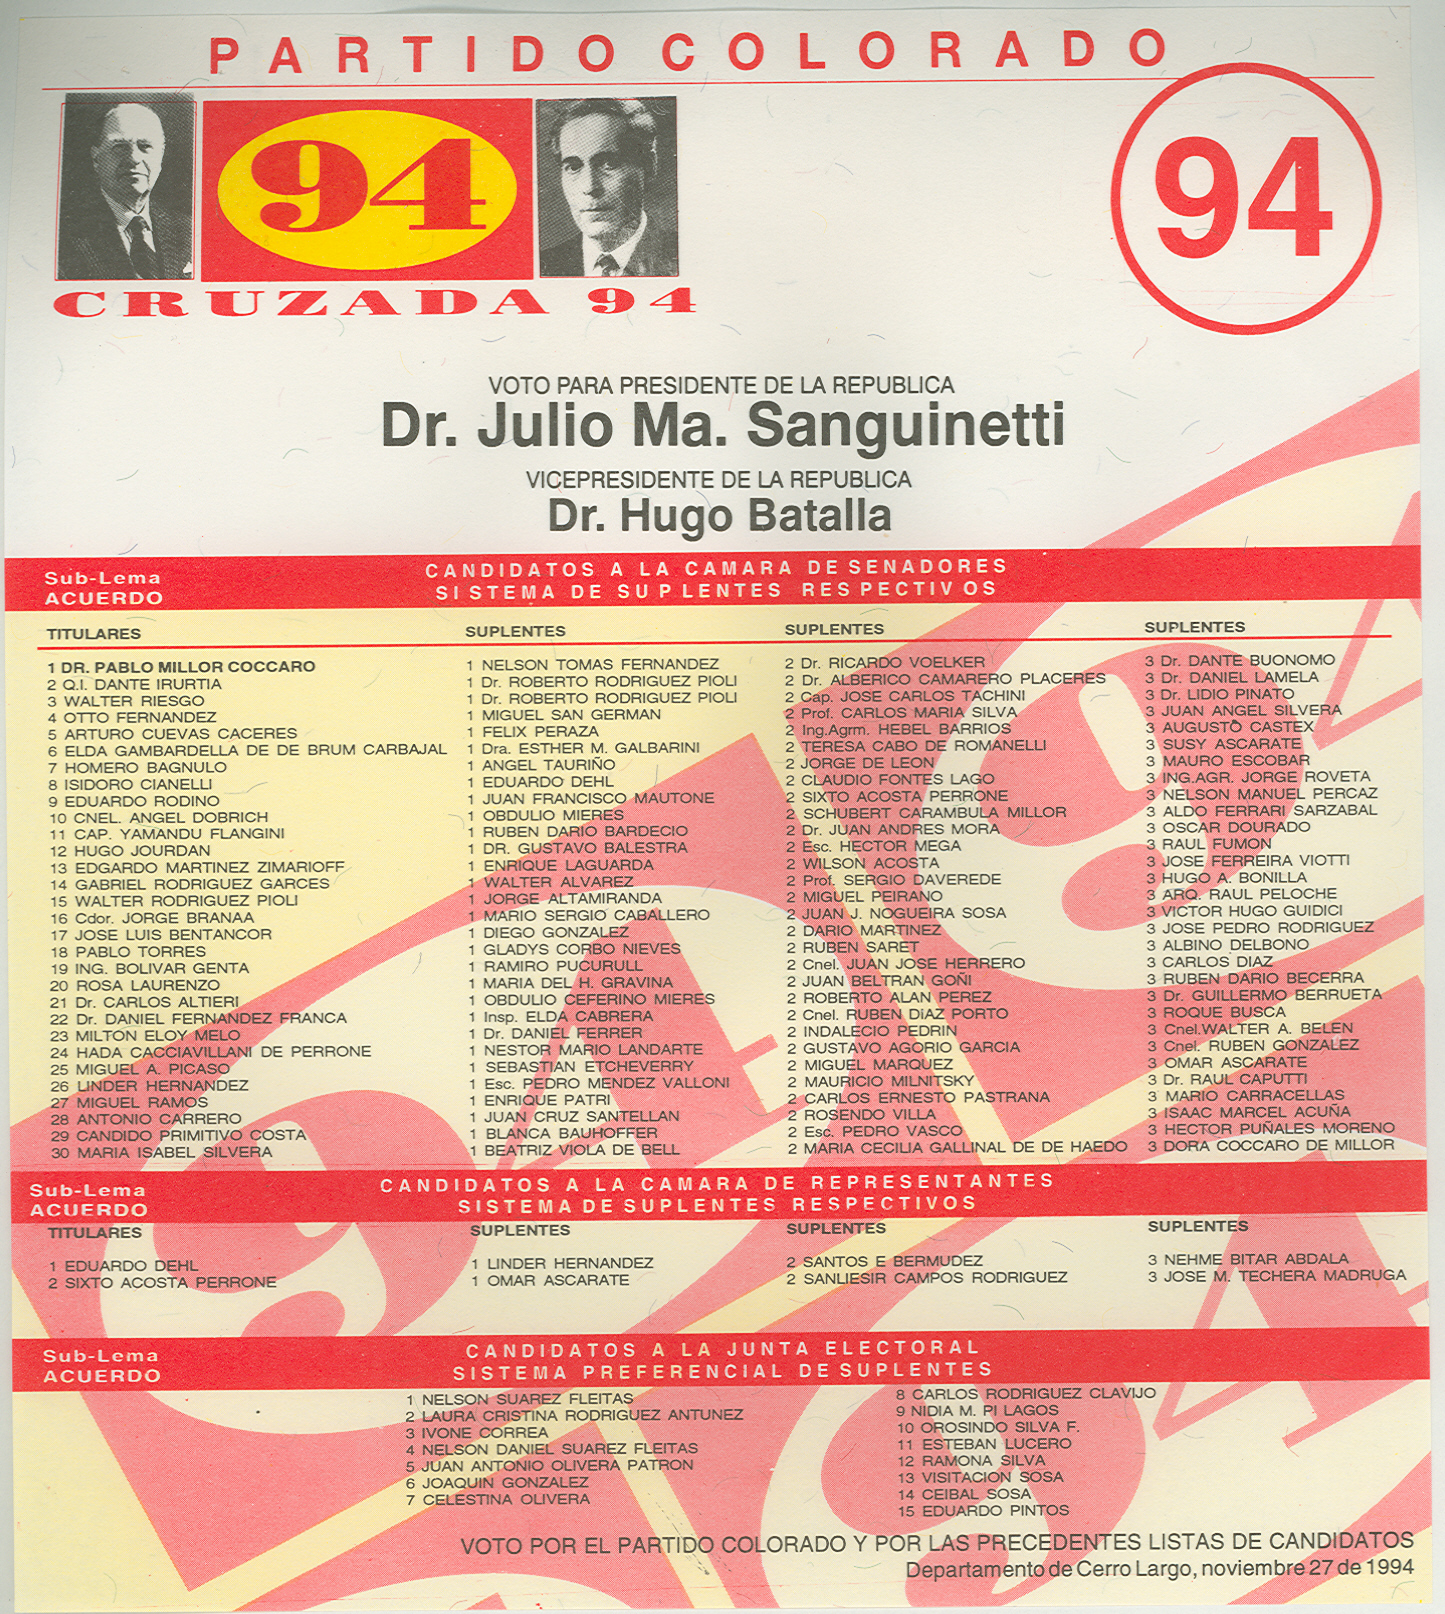 PARTIDO COLORADO
94
CRUZADA 94
94
VOTO PARA PRESIDENTE DE LA REPUBLICA
Dr. Julio Ma. Sanguinetti
VICEPRESIDENTE DE LA REPUBLICA
Dr. Hugo Batalla
Sub-Lema
ACUERDO
CANDIDATOS A LA CAMARA DE SENADORES
SISTEMA DE SUPLENTES RESPECTIVOS
TITULARES SUPLENTES SUPLENTES SUPLENTES
1 DR. PABLO MILLOR COCCARO 1 NELSON TOMAS FERNANDEZ 2 Dr. RICARDO VOELKER 3 Dr. DANTE BUONOMO
2 Q.I. DANTE IRURTIA 1 Dr. ROBERTO RODRIGUEZ PIOLI 2 Dr. ALBERICO CAMARERO PLACERES 3 Dr. DANIEL LAMELA
3 WALTER RIESGO 1 Dr. ROBERTO RODRIGUEZ PIOLI 2 Cap. JOSE CARLOS TACHINI 3 Dr. LIDIO PINATO
4 OTTO FERNANDEZ 1 MIGUEL SAN GERMAN 2 Prof. CARLOS MARIA SILVA 3 JUAN ANGEL SILVERA
5 ARTURO CUEVAS CACERES 1 FELIX PERAZA 2 Ing.Agrm. HEBEL BARRIOS 3 AUGUSTO CASTEX
6 ELDA GAMBARDELLA DE DE BRUM CARBAJAL 1 Dra. ESTHER M. GALBARINI 2 TERESA CABO DE ROMANELLI 3 SUSY ASCARATE
7 HOMERO BAGNULO 1 ANGEL TAURIÑO 2 JORGE DE LEON 3 MAURO ESCOBAR
8 ISIDORO CIANELLI 1 EDUARDO DEHL 2 CLAUDIO FONTES LAGO 3 ING.AGR. JORGE ROVETA
9 EDUARDO RODINO 1 JUAN FRANCISCO MAUTONE 2 SIXTO ACOSTA PERRONE 3 NELSON MANUEL PERCAZ
10 CNEL. ANGEL DOBRICH 1 OBDULIO MIERES 2 SCHUBERT CARAMBULA MILLOR 3 ALDO FERRARI SARZABAL
11 CAP. YAMANDU FLANGINI 1 RUBEN DARIO BARDECIO 2 Dr. JUAN ANDRES MORA 3 OSCAR DOURADO
12 HUGO JOURDAN 1 DR. GUSTAVO BALESTRA 2 Esc. HECTOR MEGA 3 RAUL FUMON
13 EDGARDO MARTINEZ ZIMARIOFF 1 ENRIQUE LAGUARDA 2 WILSON ACOSTA 3 JOSE FERREIRA VIOTTI
14 GABRIEL RODRIGUEZ GARCES 1 WALTER ALVAREZ 2 Prof. SERGIO DAVEREDE 3 HUGO A. BONILLA
15 WALTER RODRIGUEZ PIOLI 1 JORGE ALTAMIRANDA 2 MIGUEL PEIRANO 3 ARQ. RAUL PELOCHE
16 Cdor. JORGE BRANAA 1 MARIO SERGIO CABALLERO 2 JUAN J. NOGUEIRA SOSA 3 VICTOR HUGO GUIDICI
17 JOSE LUIS BENTANCOR 1 DIEGO GONZALEZ 2 DARIO MARTINEZ 3 JOSE PEDRO RODRIGUEZ
18 PABLO TORRES 1 GLADYS CORBO NIEVES 2 RUBEN SARET 3 ALBINO DELBONO
19 ING. BOLIVAR GENTA 1 RAMIRO PUCURULL 2 Cnel. JUAN JOSE HERRERO 3 CARLOS DIAZ
20 ROSA LAURENZO 1 MARIA DEL H. GRAVINA 2 JUAN BELTRAN GOÑI 3 RUBEN DARIO BECERRA
21 Dr. CARLOS ALTIERI 1 OBDULIO CEFERINO MIERES 2 ROBERTO ALAN PEREZ 3 Dr. GUILLERMO BERRUETA
22 Dr. DANIEL FERNANDEZ FRANCA 1 Insp. ELDA CABRERA 2 Cnel. RUBEN DiAZ PORTO 3 ROQUE BUSCA
23 MILTON ELOY MELO 1 Dr. DANIEL FERRER 2 INDALECIO PEDRIN 3 Cnel.WALTER A. BELEN
24 HADA CACCIAVILLANI DE PERRONE 1 NESTOR MARIO LANDARTE 2 GUSTAVO AGORIO GARCIA 3 Cnel. RUBEN GONZALEZ
25 MIGUEL A. PICASO 1 SEBASTIAN ETCHEVERRY 2 MIGUEL MARQUEZ 3 OMAR ASCARATE
26 LINDER HERNANDEZ 1 Esc. PEDRO MENDEZ VALLONI 2 MAURICIO MILNITSKY 3 Dr. RAUL CAPUTTI
27 MIGUEL RAMOS 1 ENRIQUE PATRI 2 CARLOS ERNESTO PASTRANA 3 MARIO CARRACELLAS
28 ANTONIO CARRERO 1 JUAN CRUZ SANTELLAN 2 ROSENDO VILLA 3 ISAAC MARCEL ACUÑA
29 CANDIDO PRIMITIVO COSTA 1 BLANCA BAUHOFFER 2 Esc. PEDRO VASCO 3 HECTOR PUÑALES MORENO
30 MARIA ISABEL SILVERA 1 BEATRIZ VIOLA DE BELL 2 MARIA CECILIA GALLINAL DE DE HAEDO 3 DORA COCCARO DE MILLOR
Sub-Lema
ACUERDO
CANDIDATOS A LA CAMARA DE REPRESENTANTES
SISTEMA DE SUPLENTES RESPECTIVOS
TITULARES SUPLENTES SUPLENTES SUPLENTES
1 EDUARDO DEHL 1 LINDER HERNANDEZ 2 SANTOS E BERMUDEZ 3 NEHME BITAR ABDALA
2 SIXTO ACOSTA PERRONE 1 OMAR ASCARATE 2 SANLIESIR CAMPOS RODRIGUEZ 3 JOSE M. TECHERA MADRUGA
Sub-Lema
ACUERDO
CANDIDATOS A LA JUNTA ELECTORAL
SISTEMA PREFERENCIAL DE SUPLENTES
1 NELSON SUAREZ FLEITAS
2 LAURA CRISTINA RODRIGUEZ ANTUNEZ
3 IVONE CORREA
4 NELSON DANIEL SUAREZ FLEITAS
5 JUAN ANTONIO OLIVERA PATRON
6 JOAQUIN GONZALEZ
7 CELESTINA OLIVERA
8 CARLOS RODRIGUEZ CLAVIJO
9 NIDIA M. PI LAGOS
10 OROSINDO SILVA F.
11 ESTEBAN LUCERO
12 RAMONA SILVA
13 VISITACION SOSA
14 CEIBAL SOSA
15 EDUARDO PINTOS
VOTO POR EL PARTIDO COLORADO Y POR LAS PRECEDENTES LISTAS DE CANDIDATOS
Departamento de Cerro Largo, noviembre 27 de 1994